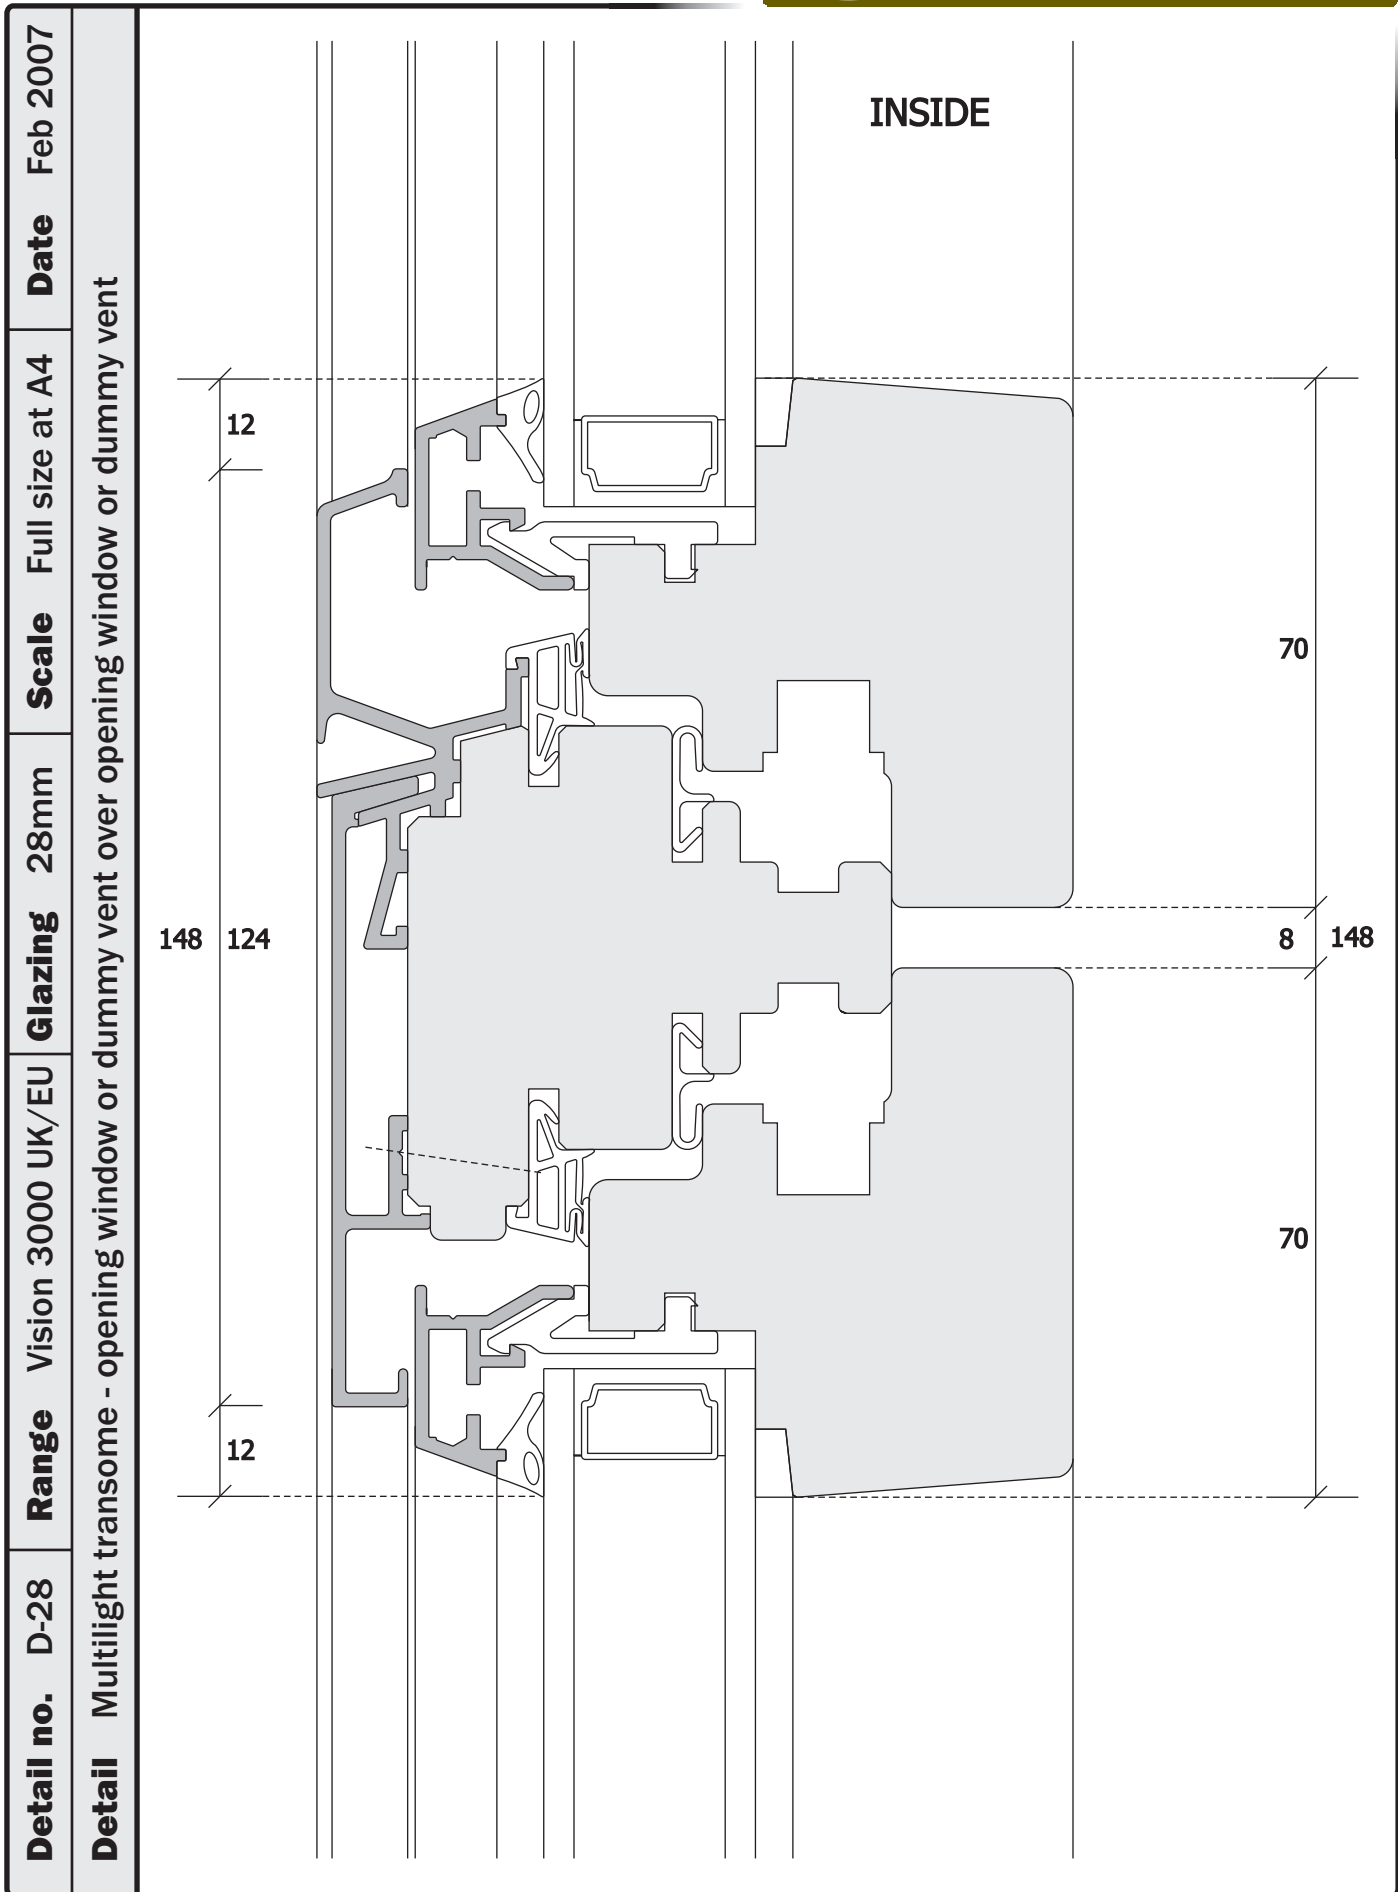 Detail no. D-28 Range Vision 3000 UK/EU Glazing 28mm Scale Full size at A4 Date Feb 2007
Detail Multilight transome - opening window or dummy vent over opening window or dummy vent
INSIDE
12
70
148
124
8
148
70
12